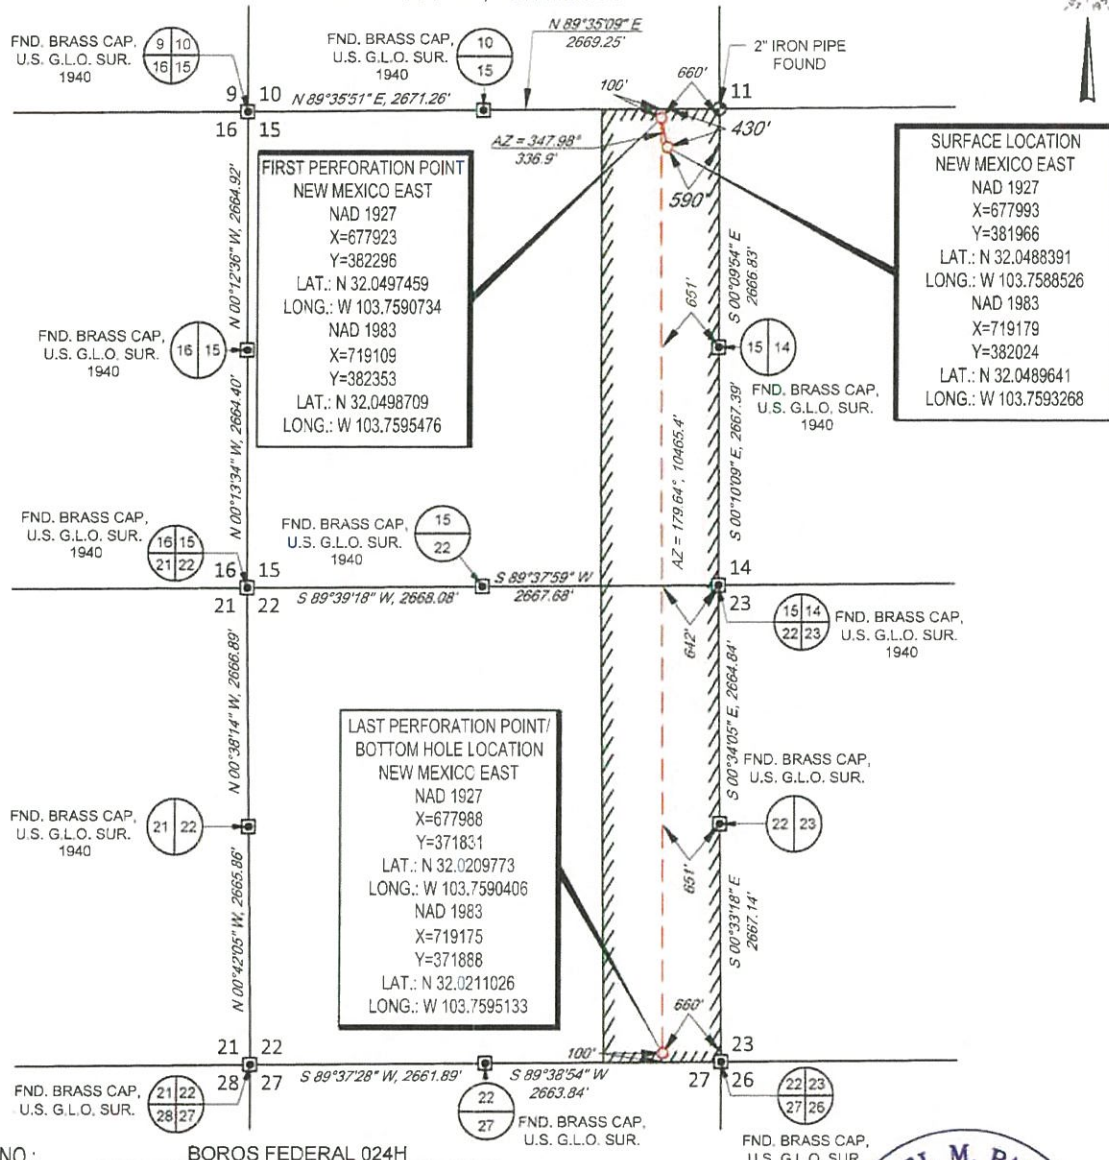 N 89°35'09" E
2669.25'
FND. BRASS CAP,
U.S. G.L.O. SUR.
1940
9 10
16 15
FND. BRASS CAP,
U.S. G.L.O. SUR.
1940
10
15
2" IRON PIPE
FOUND
9 10
N 89°35'51" E, 2671.26'
100'
660'
11
16 15
AZ = 347.98°
336.9'
430'
590'
FIRST PERFORATION POINT
NEW MEXICO EAST
NAD 1927
X=677923
Y=382296
LAT.: N 32.0497459
LONG.: W 103.7590734
NAD 1983
X=719109
Y=382353
LAT.: N 32.0498709
LONG.: W 103.7595476
SURFACE LOCATION
NEW MEXICO EAST
NAD 1927
X=677993
Y=381966
LAT.: N 32.0488391
LONG.: W 103.7588526
NAD 1983
X=719179
Y=382024
LAT.: N 32.0489641
LONG.: W 103.7593268
N 00°12'36" W, 2664.92'
S 00°09'54" E
2666.83'
651'
FND. BRASS CAP,
U.S. G.L.O. SUR.
1940
16 15
15 14
FND. BRASS CAP,
U.S. G.L.O. SUR.
1940
N 00°13'34" W, 2664.40'
AZ = 179.64°, 10465.4'
S 00°10'09" E, 2667.39'
FND. BRASS CAP,
U.S. G.L.O. SUR.
1940
16 15
21 22
FND. BRASS CAP,
U.S. G.L.O. SUR.
1940
15
22
16 15
S 89°37'59" W
2667.68'
14
21 22
S 89°39'18" W, 2668.08'
23
642'
15 14
22 23
FND. BRASS CAP,
U.S. G.L.O. SUR.
1940
N 00°38'14" W, 2666.89'
S 00°34'05" E, 2664.84'
LAST PERFORATION POINT/
BOTTOM HOLE LOCATION
NEW MEXICO EAST
NAD 1927
X=677988
Y=371831
LAT.: N 32.0209773
LONG.: W 103.7590406
NAD 1983
X=719175
Y=371888
LAT.: N 32.0211026
LONG.: W 103.7595133
FND. BRASS CAP,
U.S. G.L.O. SUR.
22 23
FND. BRASS CAP,
U.S. G.L.O. SUR.
1940
21 22
651'
N 00°42'05" W, 2665.86'
S 00°33'18" E
2667.14'
660'
100'
21 22
23
28 27
S 89°37'28" W, 2661.89'
S 89°38'54" W
2663.84'
27 26
FND. BRASS CAP,
U.S. G.L.O. SUR.
21 22
28 27
22
27
FND. BRASS CAP,
U.S. G.L.O. SUR.
22 23
27 26
FND. BRASS CAP,
U.S. G.L.O. SUR.
NO.: BOROS FEDERAL 024H